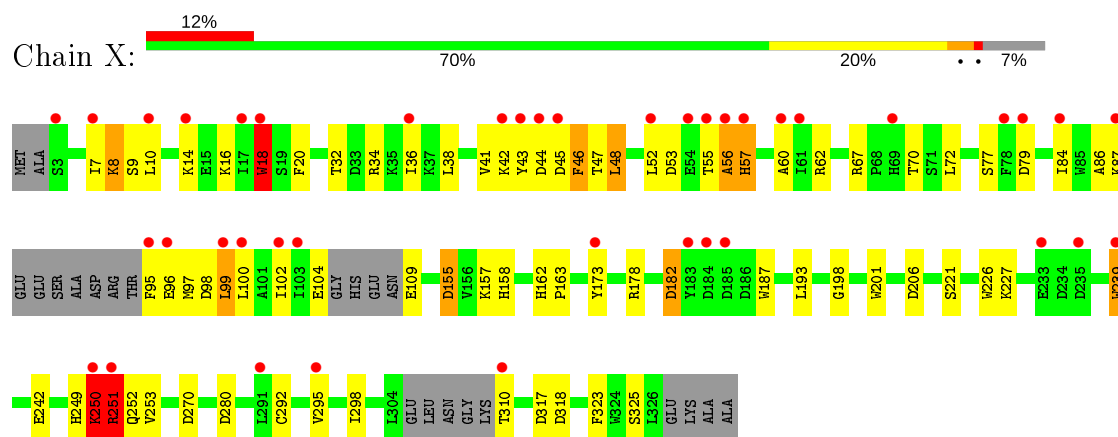 12%
Chain X:
70% 20% • • 7%
MET ALA S3 I7 K8 S9 L10 K14 E15 K16 I17 W18 S19 F20 T32 D33 R34 K35 I36 K37 L38 V41 K42 Y43 D44 D45 F46 T47 L48 L52 D53 E54 T55 A56 H57 A60 I61 R62 R67 P68 H69 T70 S71 L72 S77 F78 D79 I84 W85 A86 K87
GLU GLU SER ALA ASP ARG THR F95 E96 M97 D98 L99 L100 A101 I102 I103 E104 GLY HIS GLU ASN E109 D155 V156 K157 H158 H162 P163 Y173 R178 D182 Y183 D184 D185 D186 W187 L193 G198 W201 D206 S221 W226 K227 E233 D234 D235 W239
E242 H249 K250 R251 Q252 V253 D270 D280 L291 C292 V295 I298 L304 GLU LEU ASN GLY LYS T310 D317 D318 F323 W324 S325 L326 GLU LYS ALA ALA